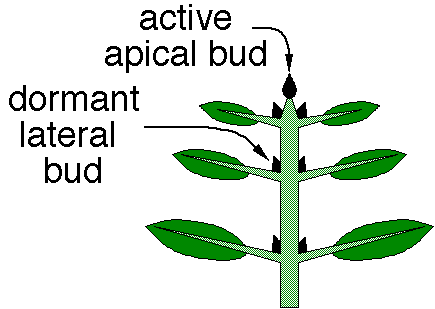 active
apical bud
dormant
lateral
bud